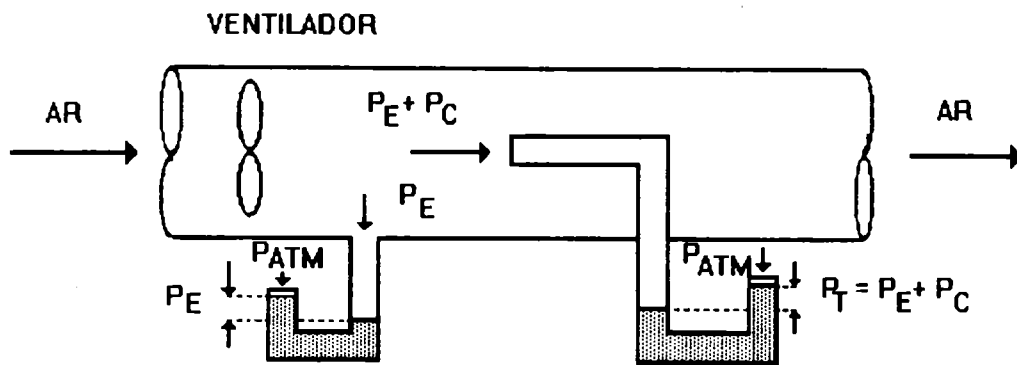 VENTILADOR
AR
P_E + P_C
AR
P_E
P_ATM
P_ATM
P_E
P_T = P_E + P_C